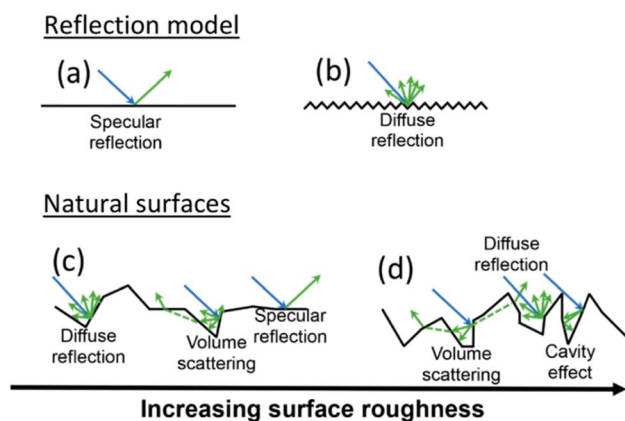 Reflection model
(a)
(b)
Specular
reflection
Diffuse
reflection
Natural surfaces
(c)
(d)
Diffuse
reflection
Volume
scattering
Specular
reflection
Diffuse
reflection
Volume
scattering
Cavity
effect
Increasing surface roughness